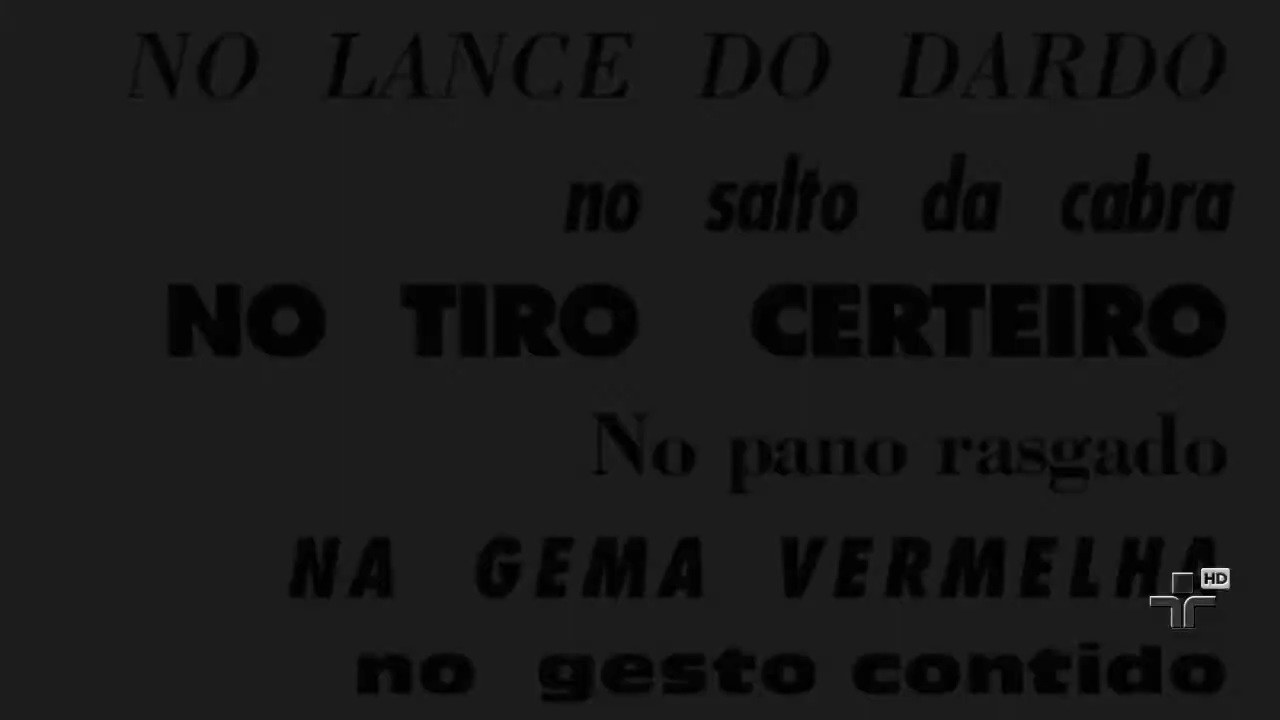 NO LANCE DO DARDO
no salto da cabra
NO TIRO CERTEIRO
No pano rasgado
NA GEMA VERMELHA
HD
no gesto contido